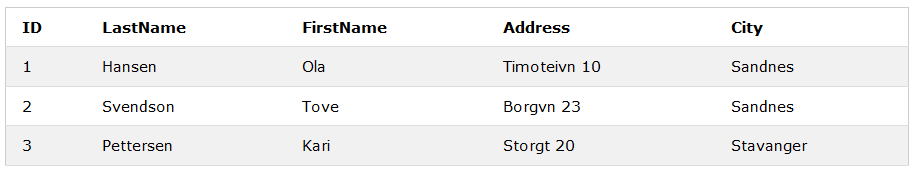 ID LastName FirstName Address City
1 Hansen Ola Timoteivn 10 Sandnes
2 Svendson Tove Borgvn 23 Sandnes
3 Pettersen Kari Storgt 20 Stavanger